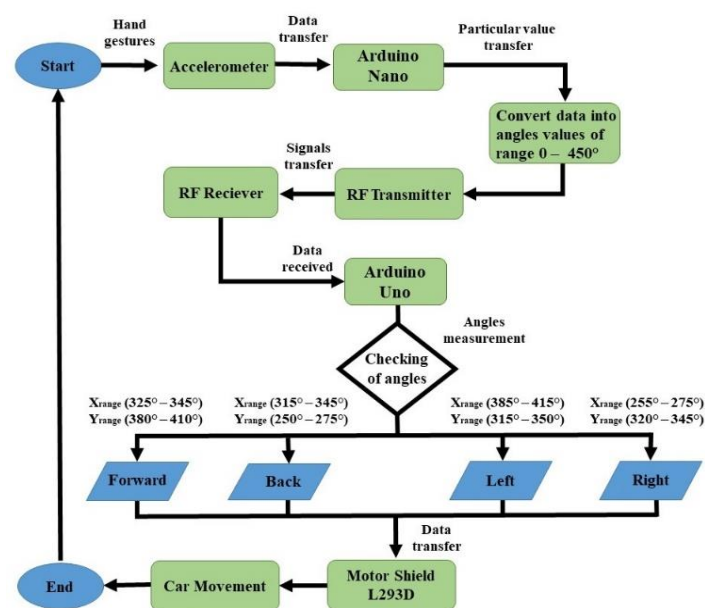 Hand
gestures
Data
transfer
Particular value
transfer
Start
Accelerometer
Arduino
Nano
Convert data into
angles values of
range 0 – 450°
Signals
transfer
RF Reciever
RF Transmitter
Data
received
Arduino
Uno
Angles
measurement
Checking
of angles
Xrange (325°–345°)
Yrange (380°–410°)
Xrange (315°–345°)
Yrange (250°–275°)
Xrange (385°–415°)
Yrange (315°–350°)
Xrange (255°–275°)
Yrange (320°–345°)
Forward
Back
Left
Right
Data
transfer
End
Car Movement
Motor Shield
L293D